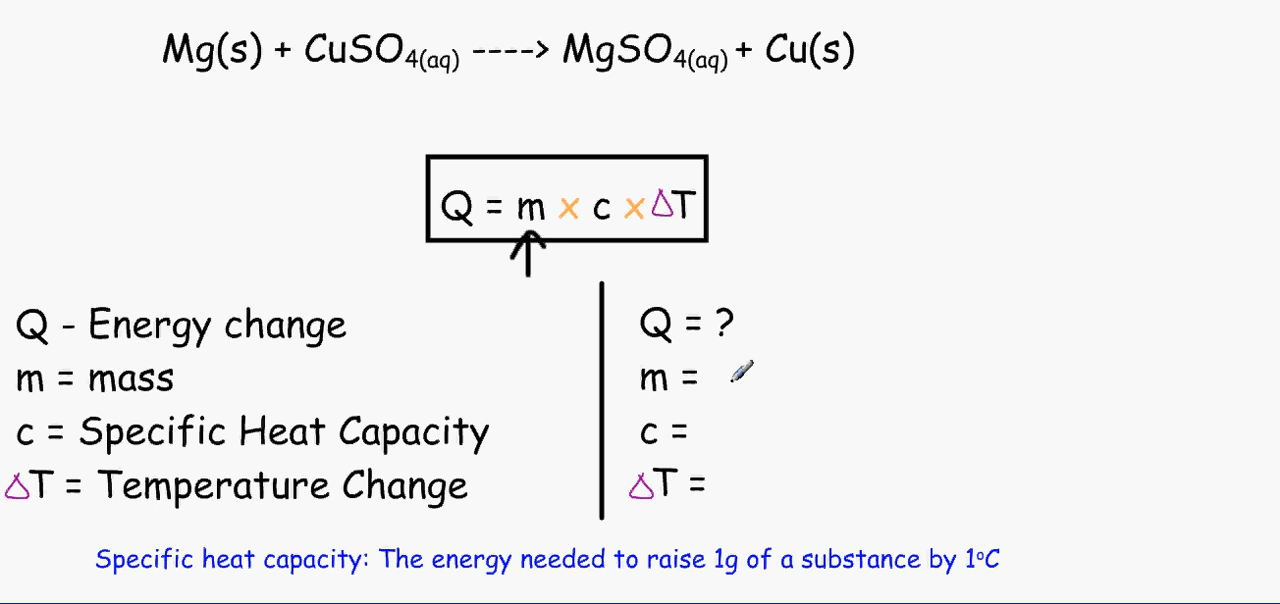 Mg(s) + CuSO₄(aq) ----> MgSO₄(aq) + Cu(s)
Q = m x c x ΔT
Q - Energy change
m = mass
c = Specific Heat Capacity
ΔT = Temperature Change
Q = ?
m =
c =
ΔT =
Specific heat capacity: The energy needed to raise 1g of a substance by 1°C